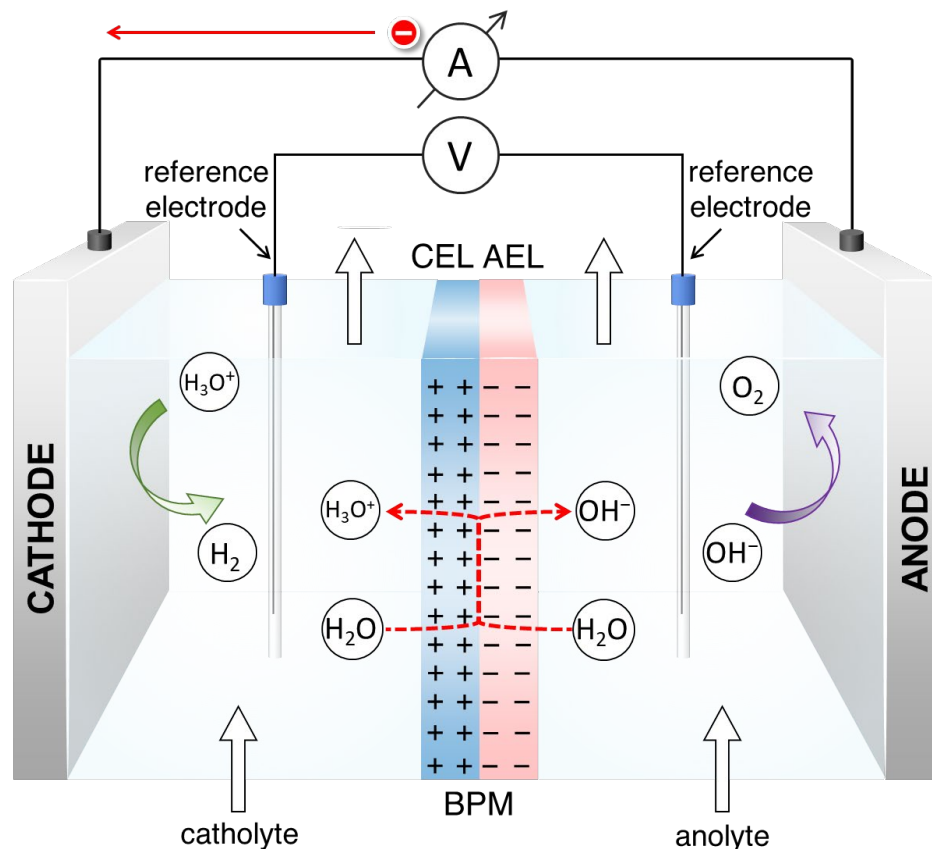 A
V
reference
electrode
reference
electrode
CEL AEL
H₃O⁺
O₂
CATHODE
ANODE
H₃O⁺
OH⁻
H₂
OH⁻
H₂O
H₂O
+ + − −
+ + − −
+ + − −
+ + − −
+ + − −
+ + − −
+ + − −
+ + − −
+ + − −
+ + − −
+ + − −
+ + − −
+ + − −
+ + − −
BPM
catholyte
anolyte